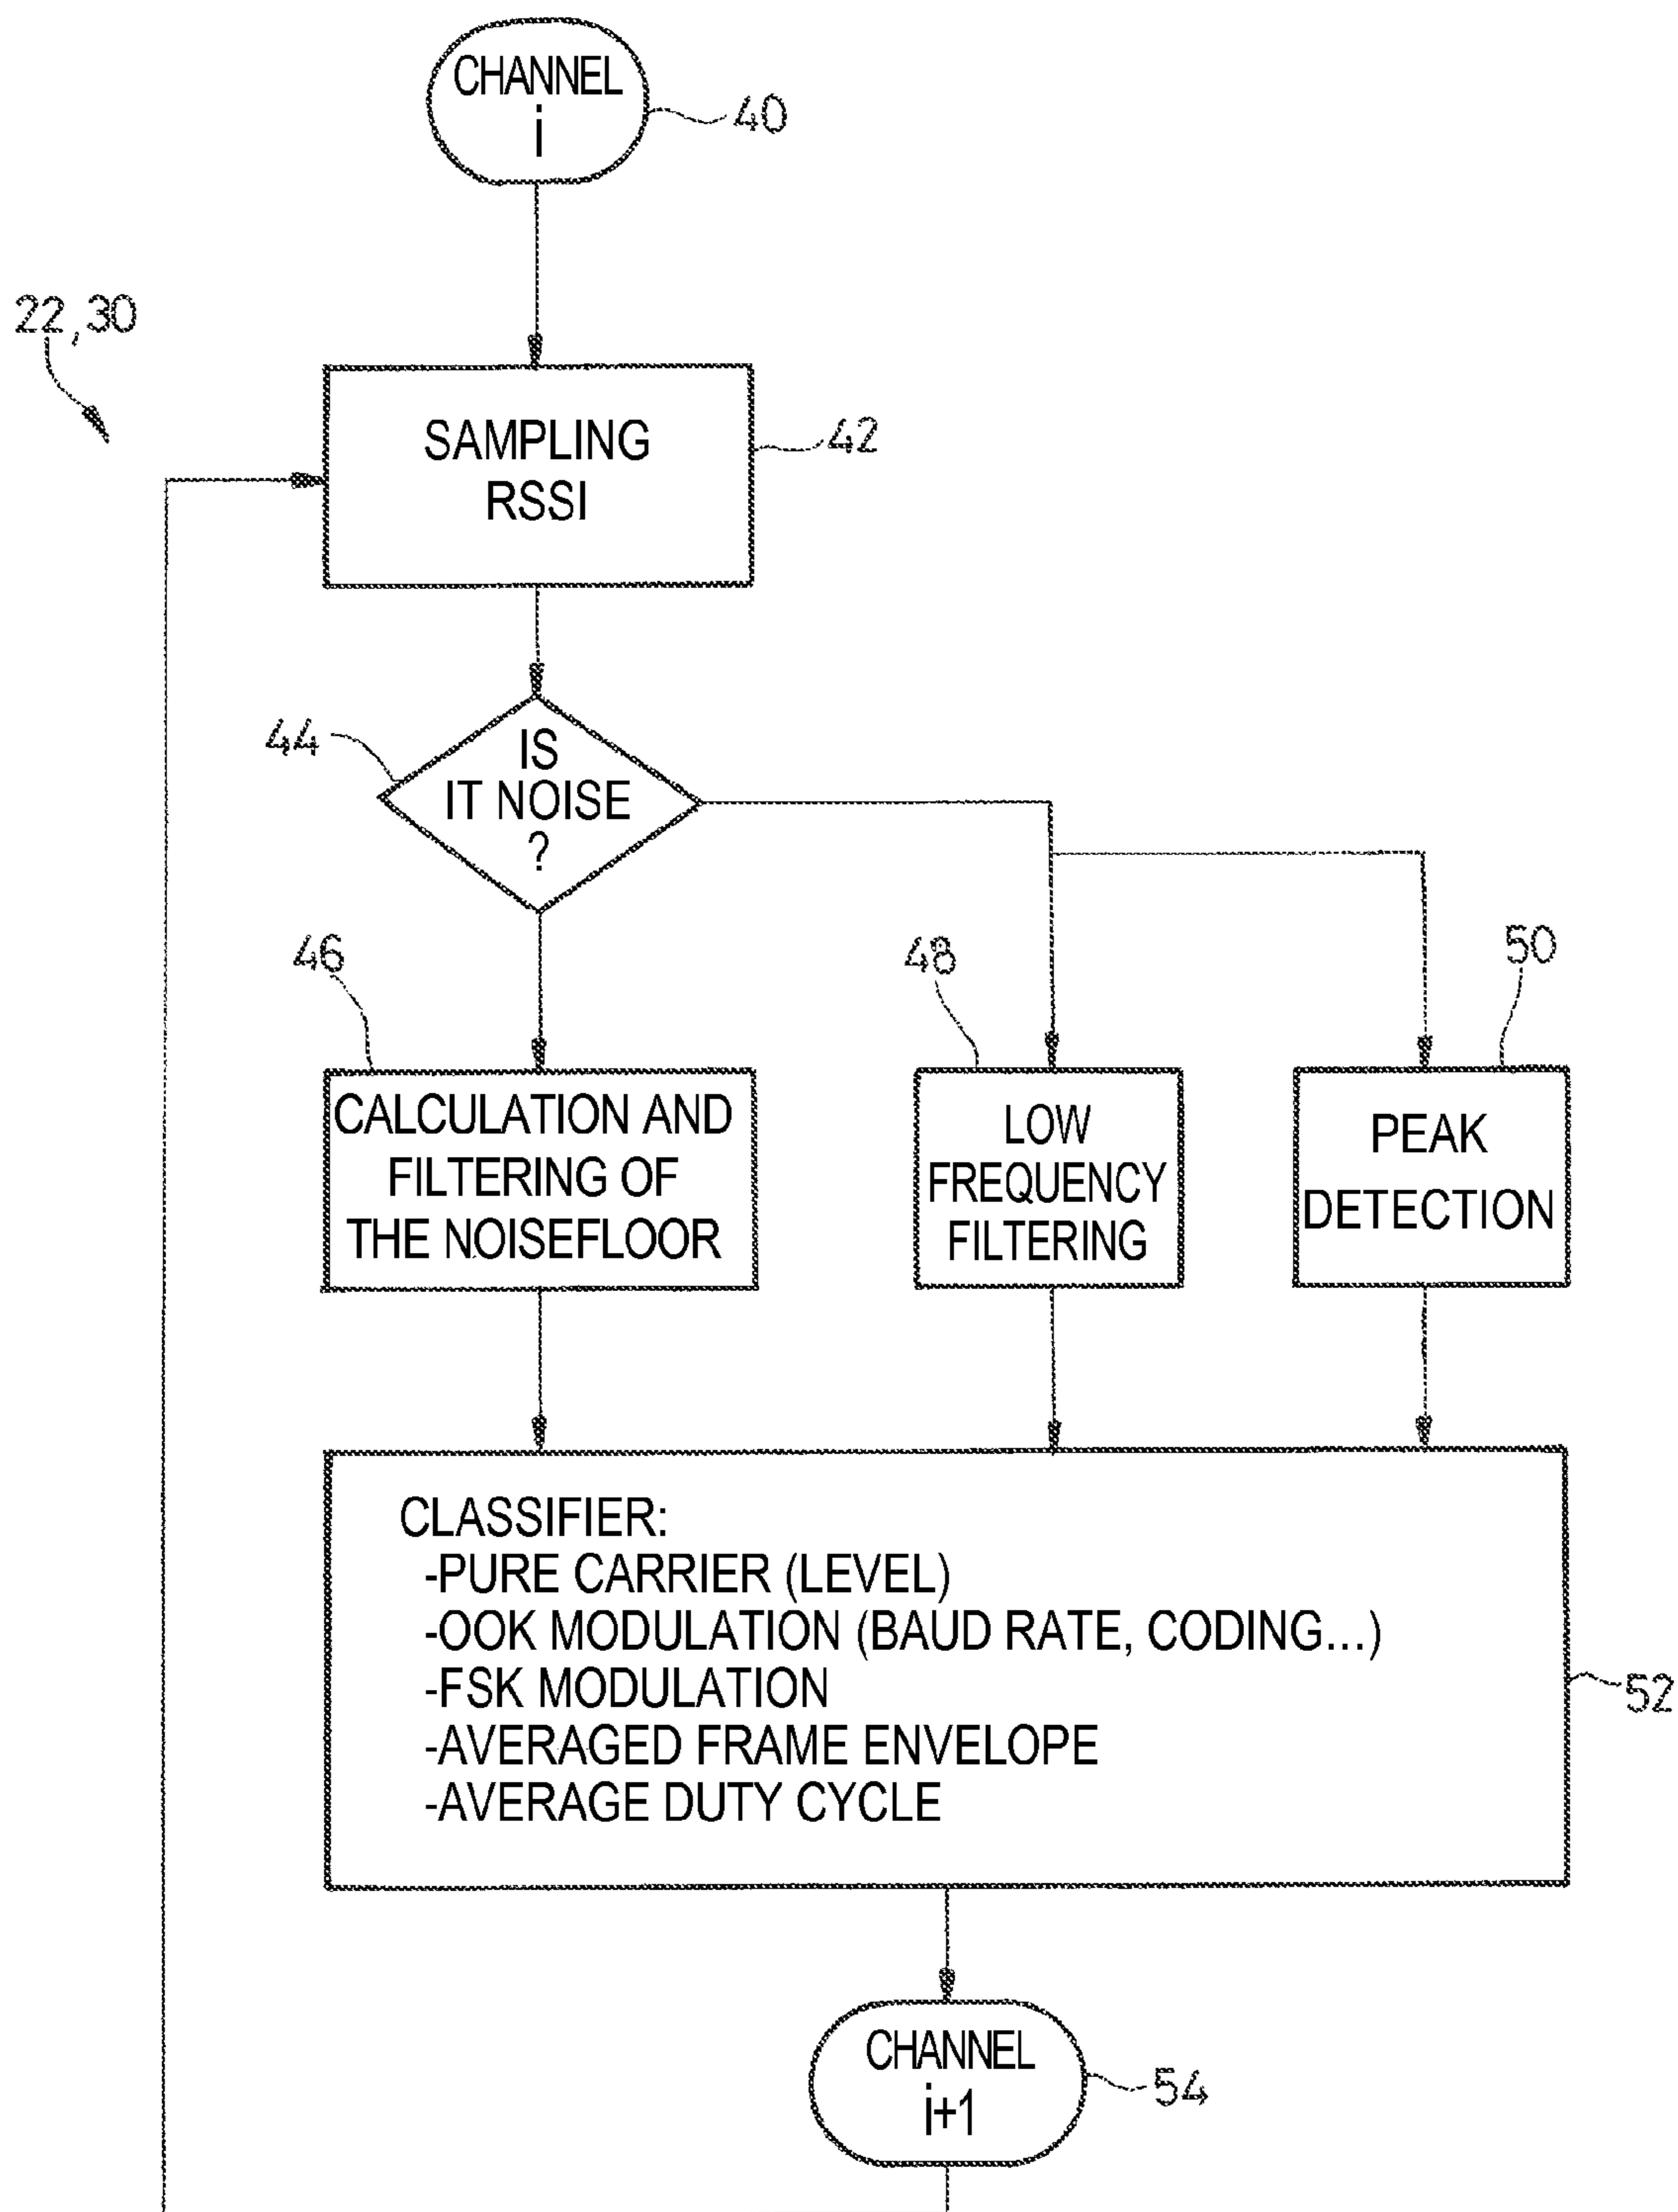 CHANNEL
i
40
22,30
SAMPLING
RSSI
42
44
IS
IT NOISE
?
46
48
50
CALCULATION AND
FILTERING OF
THE NOISEFLOOR
LOW
FREQUENCY
FILTERING
PEAK
DETECTION
CLASSIFIER:
-PURE CARRIER (LEVEL)
-OOK MODULATION (BAUD RATE, CODING...)
-FSK MODULATION
-AVERAGED FRAME ENVELOPE
-AVERAGE DUTY CYCLE
52
CHANNEL
i+1
54